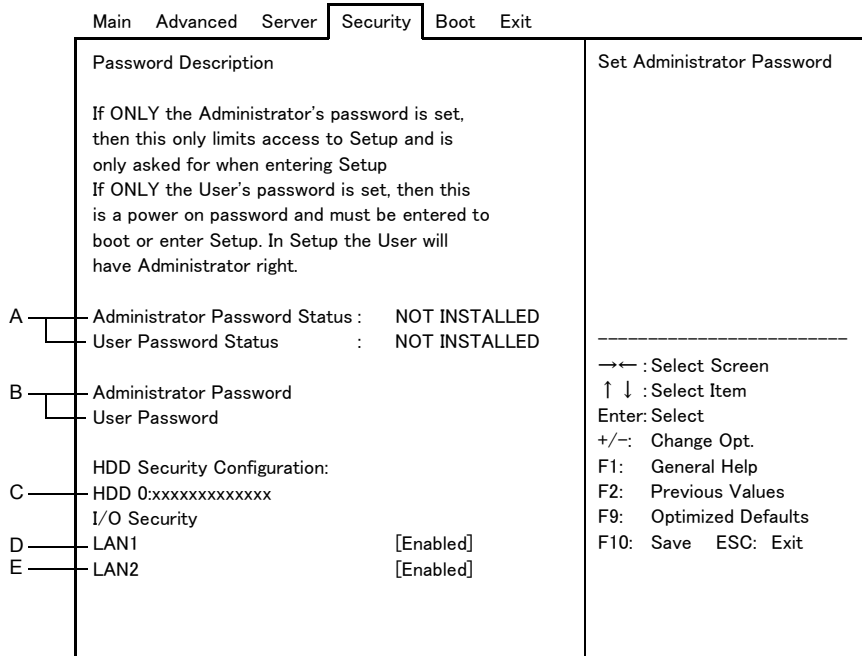 Main Advanced Server Security Boot Exit
Password Description
If ONLY the Administrator's password is set,
then this only limits access to Setup and is
only asked for when entering Setup
If ONLY the User's password is set, then this
is a power on password and must be entered to
boot or enter Setup. In Setup the User will
have Administrator right.
A
Administrator Password Status : NOT INSTALLED
User Password Status : NOT INSTALLED
B
Administrator Password
User Password
HDD Security Configuration:
C
HDD 0:xxxxxxxxxxxxx
I/O Security
D
LAN1 [Enabled]
E
LAN2 [Enabled]
Set Administrator Password
-------------------------
→← : Select Screen
↑ ↓ : Select Item
Enter: Select
+/-: Change Opt.
F1: General Help
F2: Previous Values
F9: Optimized Defaults
F10: Save ESC: Exit